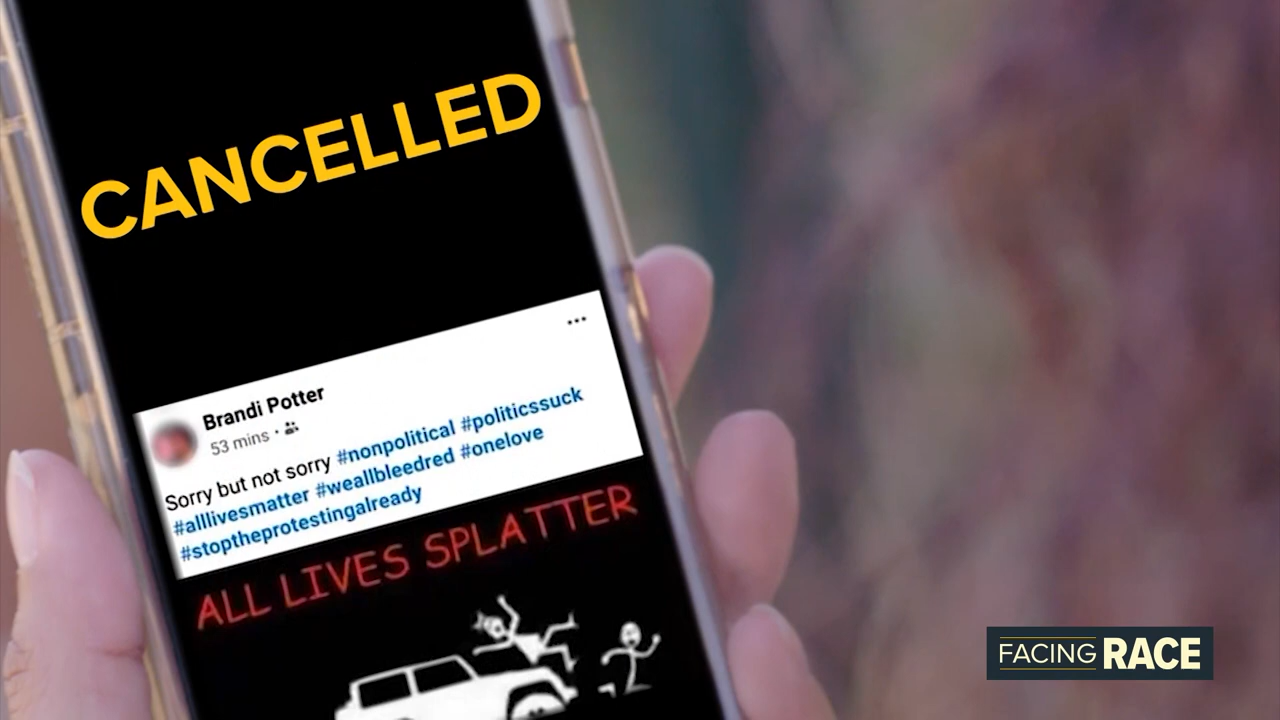 CANCELLED
Brandi Potter
53 mins
Sorry but not sorry #nonpolitical #politicssuck
#alllivesmatter #weallbleedred #onelove
#stoptheprotestingalready
ALL LIVES SPLATTER
FACING RACE